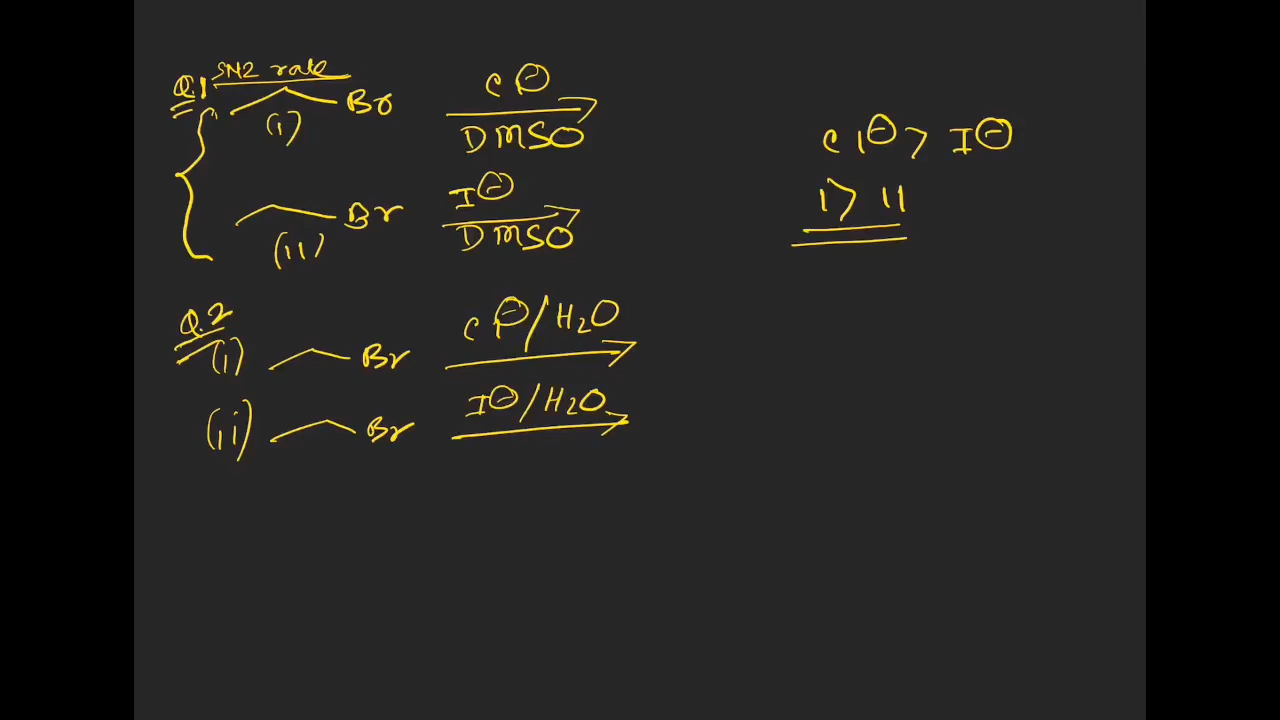 Q.1 SN2 rate
Br Cl⊖
(i) DMSO
Br I⊖
(ii) DMSO
Cl⊖ > I⊖
i > ii
Q.2
(i) Br Cl⊖/H2O
(ii) Br I⊖/H2O